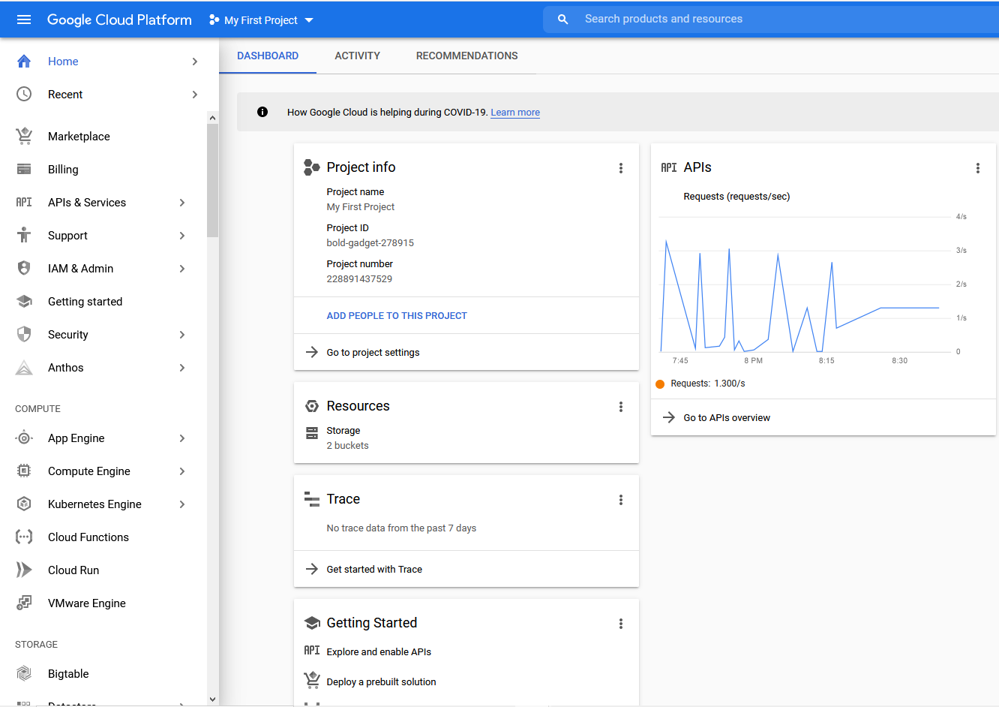 Google Cloud Platform
My First Project
Search products and resources
Home
Recent
Marketplace
Billing
API
APIs & Services
Support
IAM & Admin
Getting started
Security
Anthos
COMPUTE
App Engine
Compute Engine
Kubernetes Engine
Cloud Functions
Cloud Run
VMware Engine
STORAGE
Bigtable
Datastore
DASHBOARD
ACTIVITY
RECOMMENDATIONS
How Google Cloud is helping during COVID-19. Learn more
Project info
Project name
My First Project
Project ID
bold-gadget-278915
Project number
228891437529
ADD PEOPLE TO THIS PROJECT
Go to project settings
Resources
Storage
2 buckets
Trace
No trace data from the past 7 days
Get started with Trace
Getting Started
API
Explore and enable APIs
Deploy a prebuilt solution
API
APIs
Requests (requests/sec)
4/s
3/s
2/s
1/s
0
7:45
8 PM
8:15
8:30
Requests: 1.300/s
Go to APIs overview